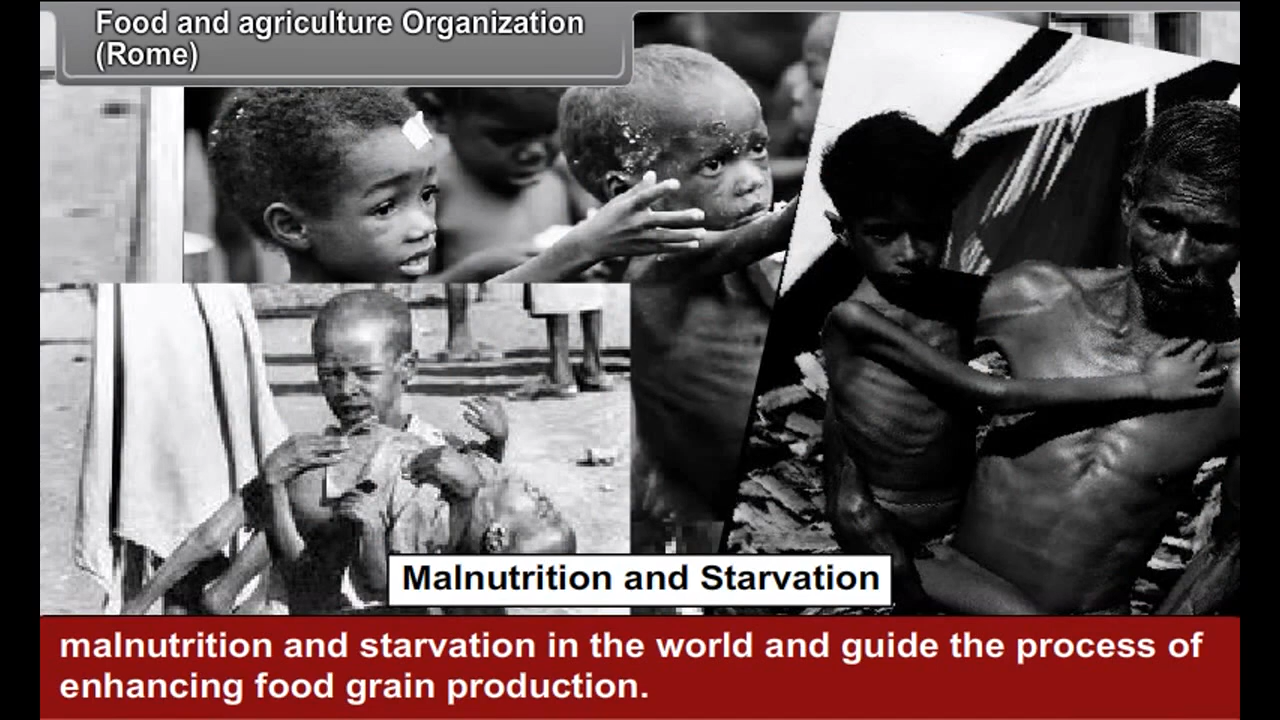 Food and agriculture Organization
(Rome)
Malnutrition and Starvation
malnutrition and starvation in the world and guide the process of
enhancing food grain production.